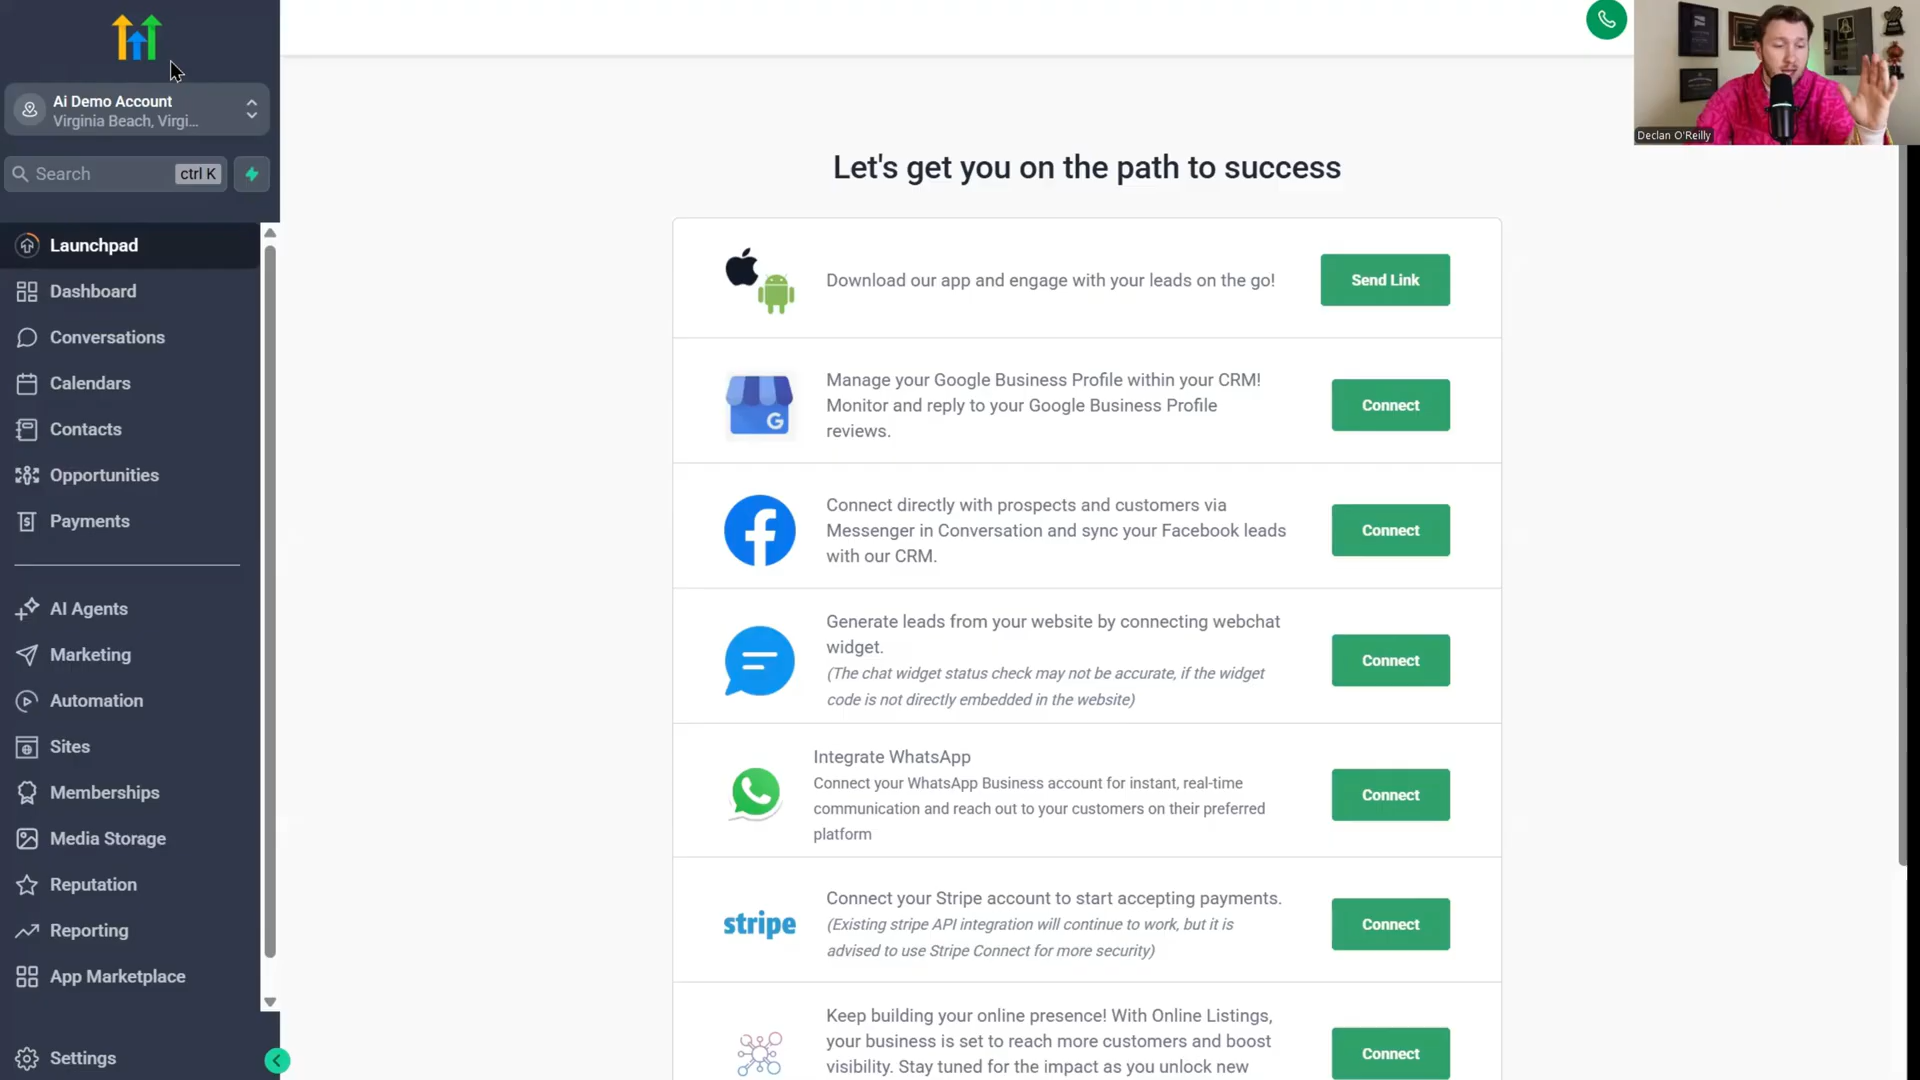 Ai Demo Account
Virginia Beach, Virgi...
Search
ctrl K
Launchpad
Dashboard
Conversations
Calendars
Contacts
Opportunities
Payments
AI Agents
Marketing
Automation
Sites
Memberships
Media Storage
Reputation
Reporting
App Marketplace
Settings
Let's get you on the path to success
Download our app and engage with your leads on the go!
Send Link
Manage your Google Business Profile within your CRM!
Monitor and reply to your Google Business Profile
reviews.
Connect
G
Connect directly with prospects and customers via
Messenger in Conversation and sync your Facebook leads
with our CRM.
Connect
Generate leads from your website by connecting webchat
widget.
(The chat widget status check may not be accurate, if the widget
code is not directly embedded in the website)
Connect
Integrate WhatsApp
Connect your WhatsApp Business account for instant, real-time
communication and reach out to your customers on their preferred
platform
Connect
stripe
Connect your Stripe account to start accepting payments.
(Existing stripe API integration will continue to work, but it is
advised to use Stripe Connect for more security)
Connect
Keep building your online presence! With Online Listings,
your business is set to reach more customers and boost
visibility. Stay tuned for the impact as you unlock new
Connect
Declan O'Reilly